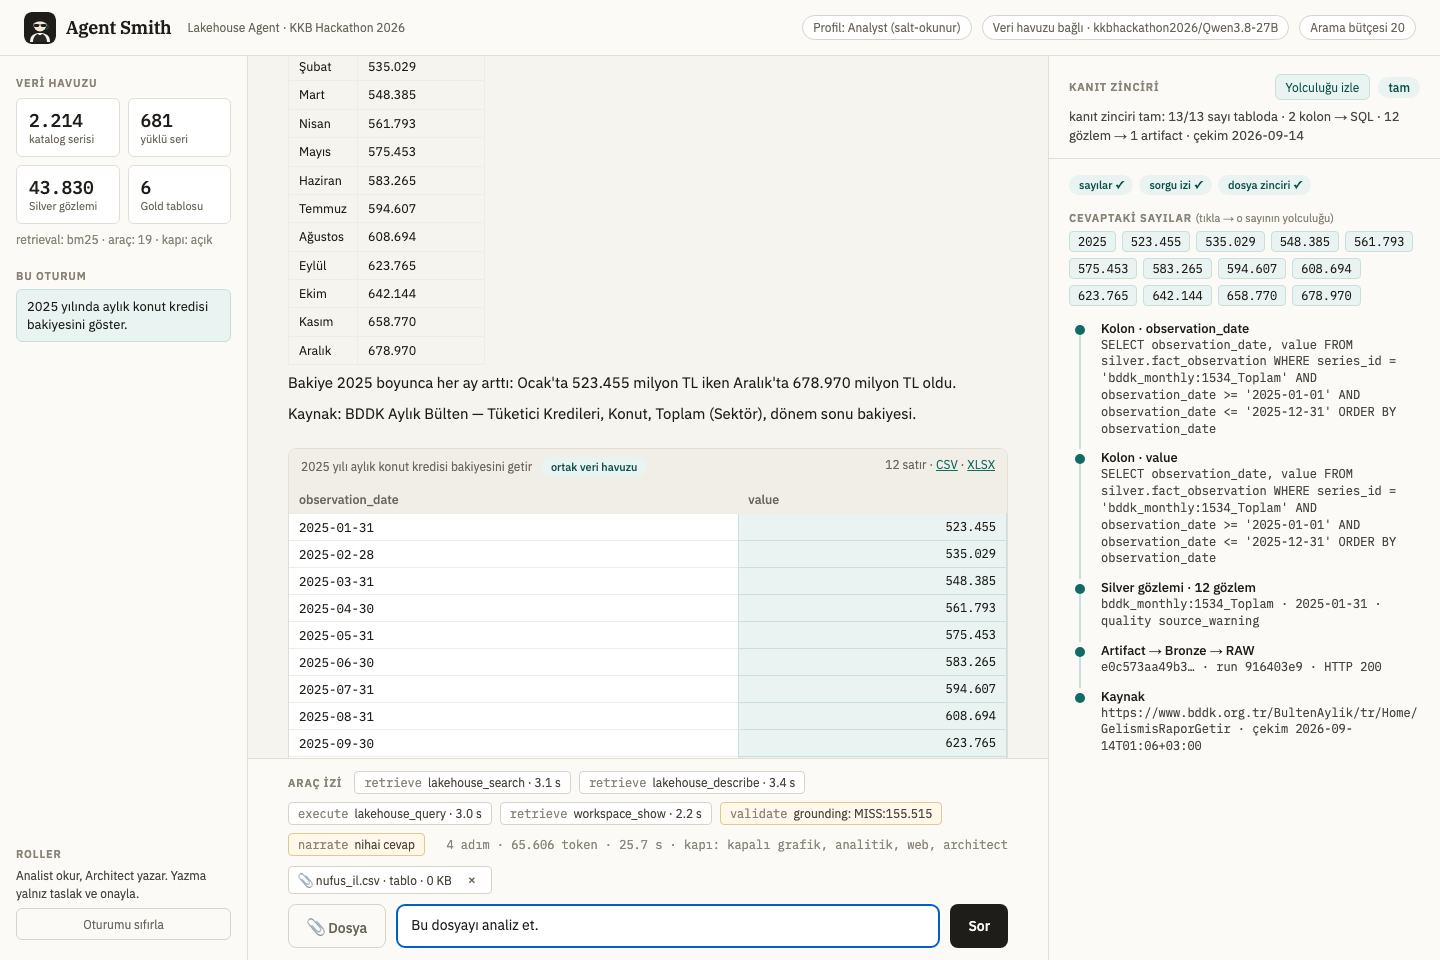 Agent Smith
Lakehouse Agent · KKB Hackathon 2026
Profil: Analyst (salt-okunur)
Veri havuzu bağlı · kkbhackathon2026/Qwen3.8-27B
Arama bütçesi 20
VERİ HAVUZU
2.214
katalog serisi
681
yüklü seri
43.830
Silver gözlemi
6
Gold tablosu
retrieval: bm25 · araç: 19 · kapı: açık
BU OTURUM
2025 yılında aylık konut kredisi
bakiyesini göster.
ROLLER
Analist okur, Architect yazar. Yazma
yalnız taslak ve onayla.
Oturumu sıfırla
Şubat 535.029
Mart 548.385
Nisan 561.793
Mayıs 575.453
Haziran 583.265
Temmuz 594.607
Ağustos 608.694
Eylül 623.765
Ekim 642.144
Kasım 658.770
Aralık 678.970
Bakiye 2025 boyunca her ay arttı: Ocak'ta 523.455 milyon TL iken Aralık'ta 678.970 milyon TL oldu.
Kaynak: BDDK Aylık Bülten — Tüketici Kredileri, Konut, Toplam (Sektör), dönem sonu bakiyesi.
2025 yılı aylık konut kredisi bakiyesini getir ortak veri havuzu 12 satır · CSV · XLSX
observation_date value
2025-01-31 523.455
2025-02-28 535.029
2025-03-31 548.385
2025-04-30 561.793
2025-05-31 575.453
2025-06-30 583.265
2025-07-31 594.607
2025-08-31 608.694
2025-09-30 623.765
ARAÇ İZİ retrieve lakehouse_search · 3.1 s retrieve lakehouse_describe · 3.4 s
execute lakehouse_query · 3.0 s retrieve workspace_show · 2.2 s validate grounding: MISS:155.515
narrate nihai cevap 4 adım · 65.606 token · 25.7 s · kapı: kapalı grafik, analitik, web, architect
📎 nufus_il.csv · tablo · 0 KB ×
📎 Dosya
Bu dosyayı analiz et.
Sor
KANIT ZİNCİRİ Yolculuğu izle tam
kanıt zinciri tam: 13/13 sayı tabloda · 2 kolon → SQL · 12
gözlem → 1 artifact · çekim 2026-09-14
sayılar ✓ sorgu izi ✓ dosya zinciri ✓
CEVAPTAKİ SAYILAR (tıkla → o sayının yolculuğu)
2025 523.455 535.029 548.385 561.793
575.453 583.265 594.607 608.694
623.765 642.144 658.770 678.970
Kolon · observation_date
SELECT observation_date, value FROM
silver.fact_observation WHERE series_id =
'bddk_monthly:1534_Toplam' AND
observation_date >= '2025-01-01' AND
observation_date <= '2025-12-31' ORDER BY
observation_date
Kolon · value
SELECT observation_date, value FROM
silver.fact_observation WHERE series_id =
'bddk_monthly:1534_Toplam' AND
observation_date >= '2025-01-01' AND
observation_date <= '2025-12-31' ORDER BY
observation_date
Silver gözlemi · 12 gözlem
bddk_monthly:1534_Toplam · 2025-01-31 ·
quality source_warning
Artifact → Bronze → RAW
e0c573aa49b3… · run 916403e9 · HTTP 200
Kaynak
https://www.bddk.org.tr/BultenAylik/tr/Home/
GelismisRaporGetir · çekim 2026-09-
14T01:06+03:00